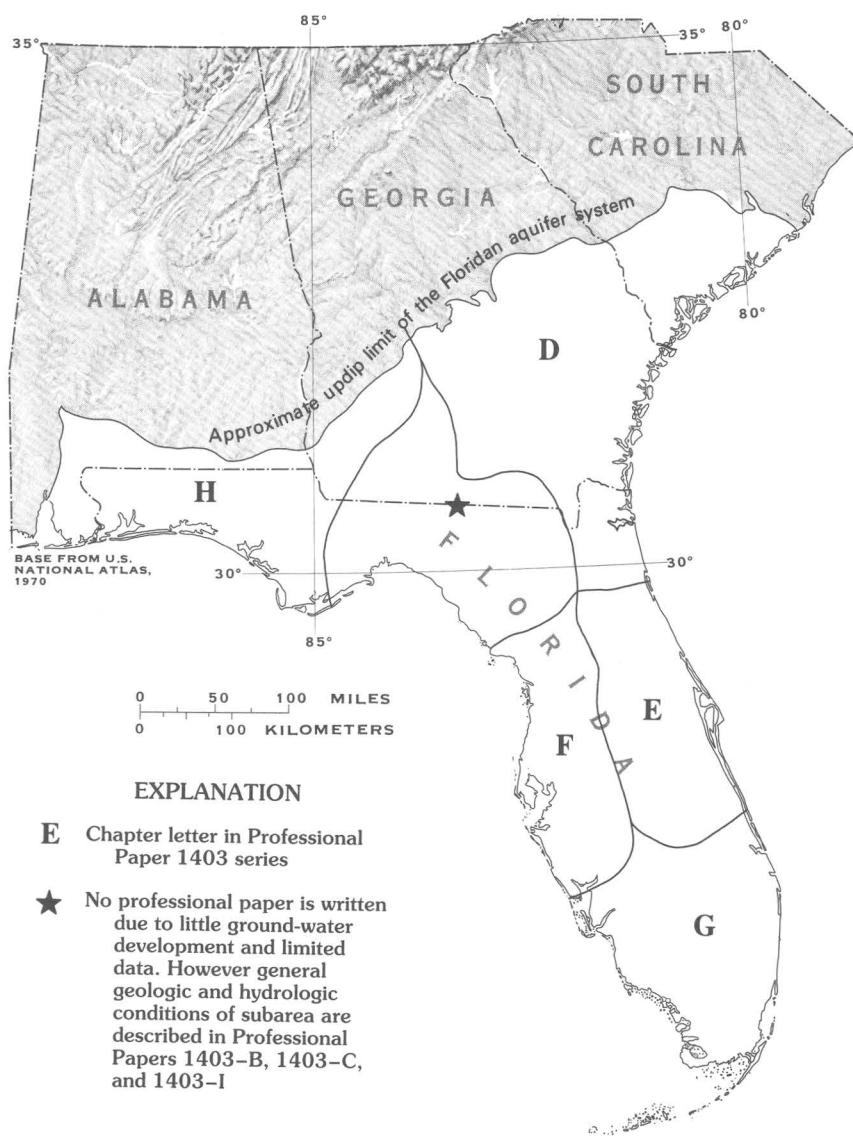 85°
80°
35°
35°
SOUTH
CAROLINA
GEORGIA
Approximate updip limit of the Floridan aquifer system
ALABAMA
80°
85°
D
H
★
BASE FROM U.S.
NATIONAL ATLAS,
1970
30°
30°
FLORIDA
85°
0 50 100 MILES
0 100 KILOMETERS
E
F
G
EXPLANATION
E Chapter letter in Professional
Paper 1403 series
★ No professional paper is written
due to little ground-water
development and limited
data. However general
geologic and hydrologic
conditions of subarea are
described in Professional
Papers 1403–B, 1403–C,
and 1403–I